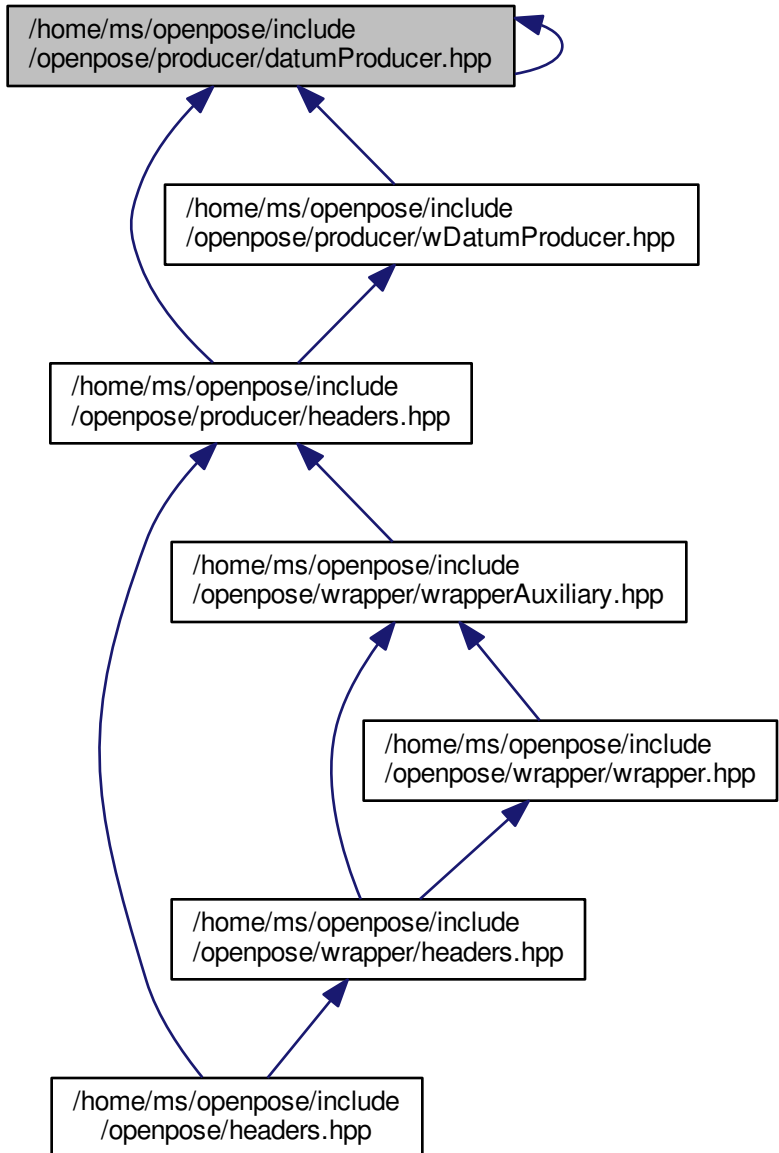 /home/ms/openpose/include
/openpose/producer/datumProducer.hpp
/home/ms/openpose/include
/openpose/producer/wDatumProducer.hpp
/home/ms/openpose/include
/openpose/producer/headers.hpp
/home/ms/openpose/include
/openpose/wrapper/wrapperAuxiliary.hpp
/home/ms/openpose/include
/openpose/wrapper/wrapper.hpp
/home/ms/openpose/include
/openpose/wrapper/headers.hpp
/home/ms/openpose/include
/openpose/headers.hpp